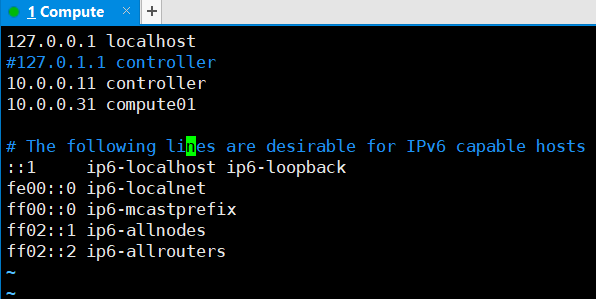 1 Compute × +
127.0.0.1 localhost
#127.0.1.1 controller
10.0.0.11 controller
10.0.0.31 compute01
# The following lines are desirable for IPv6 capable hosts
::1     ip6-localhost ip6-loopback
fe00::0 ip6-localnet
ff00::0 ip6-mcastprefix
ff02::1 ip6-allnodes
ff02::2 ip6-allrouters
~
~